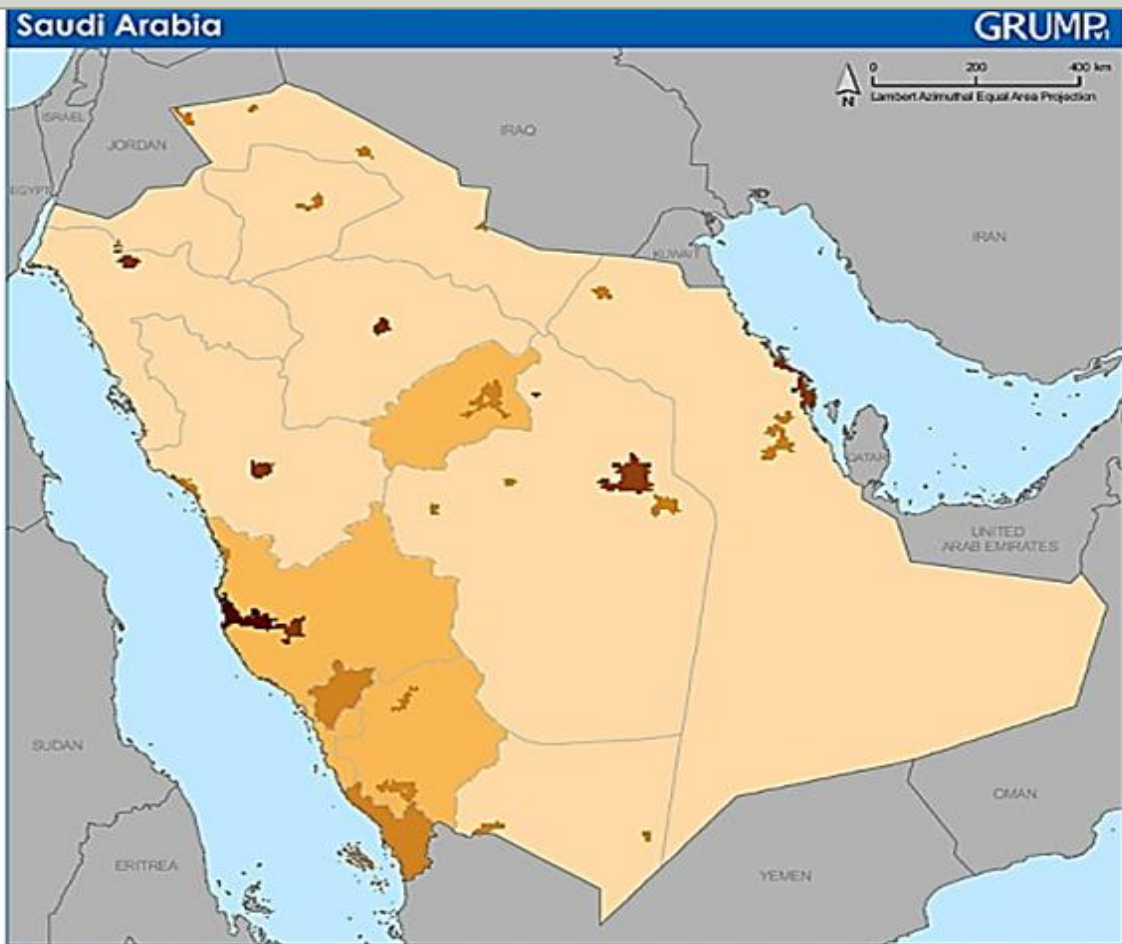 Saudi Arabia
GRUMPv1
0 200 400 km
N
Lambert Azimuthal Equal Area Projection
ISRAEL
JORDAN
IRAQ
EGYPT
KUWAIT
IRAN
QATAR
UNITED
ARAB EMIRATES
SUDAN
OMAN
ERITREA
YEMEN